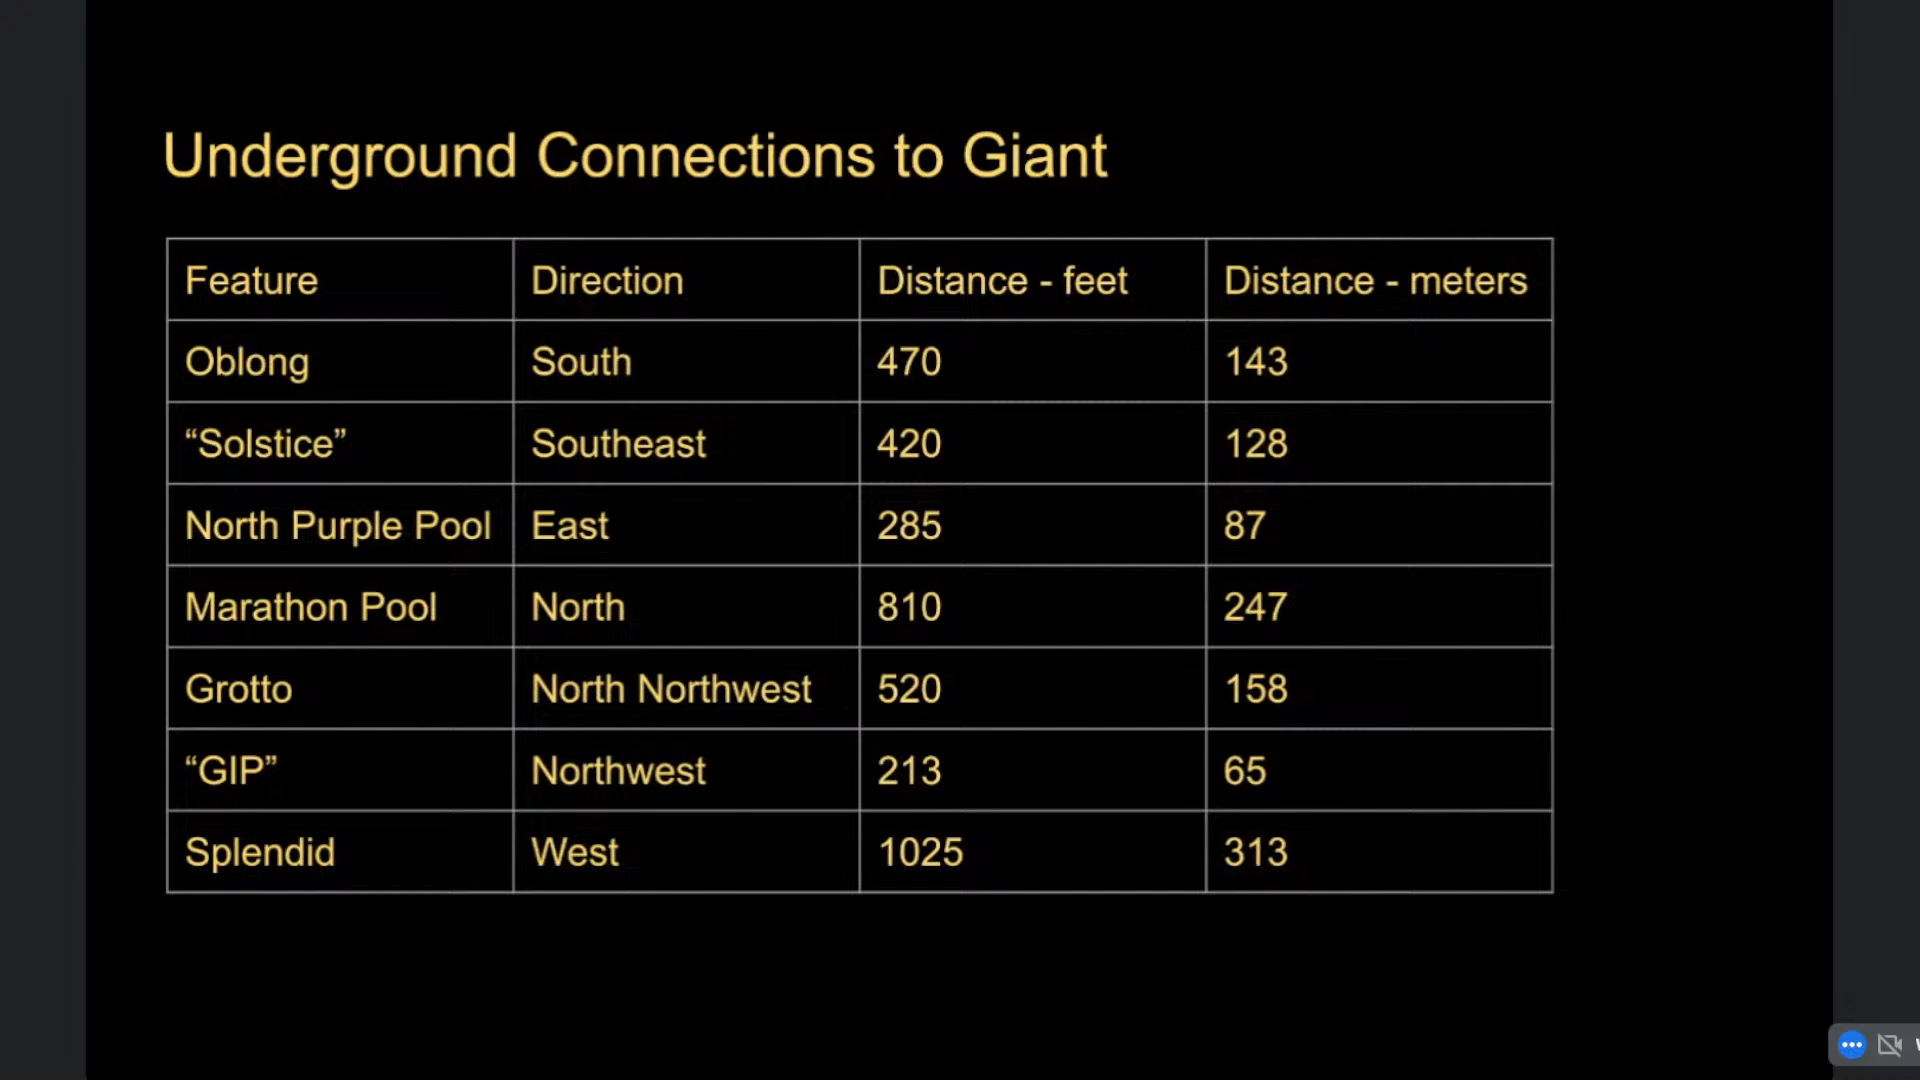 Underground Connections to Giant
Feature Direction Distance - feet Distance - meters
Oblong South 470 143
“Solstice” Southeast 420 128
North Purple Pool East 285 87
Marathon Pool North 810 247
Grotto North Northwest 520 158
“GIP” Northwest 213 65
Splendid West 1025 313